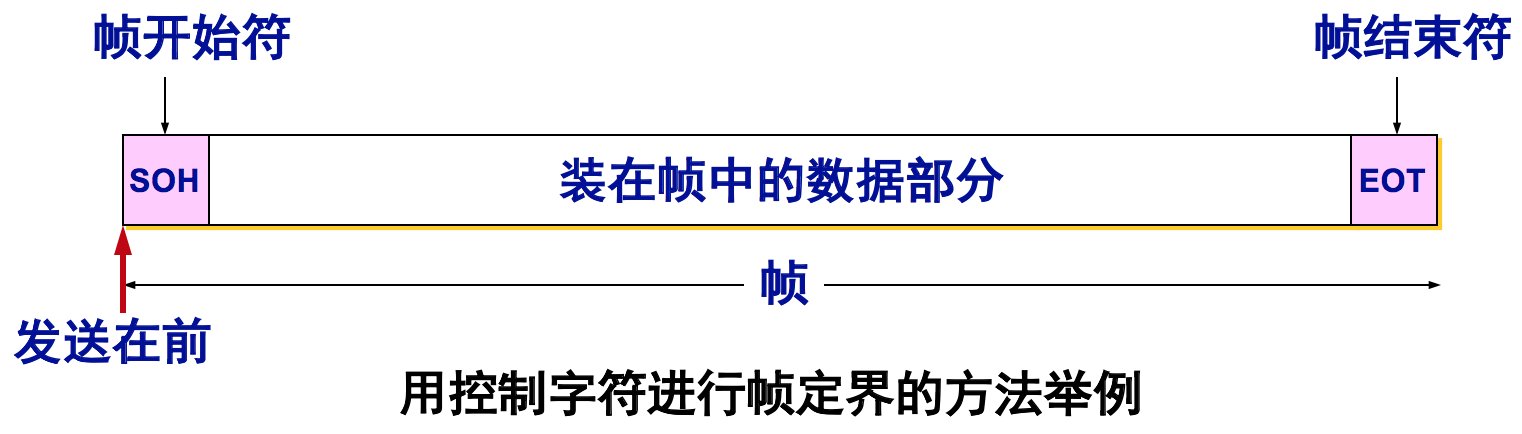 帧开始符
帧结束符
SOH
装在帧中的数据部分
EOT
帧
发送在前
用控制字符进行帧定界的方法举例